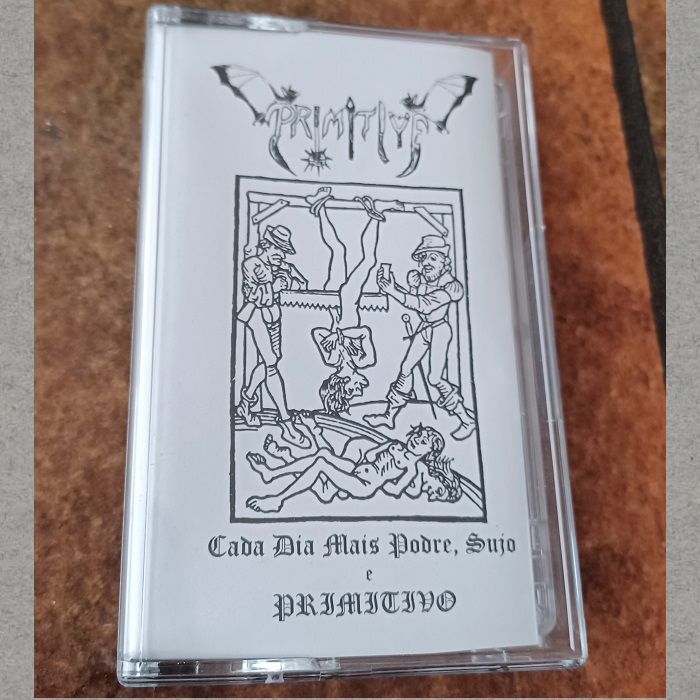 PRIMITIVE
Cada Dia Mais Podre, Sujo
e
PRIMITIVO